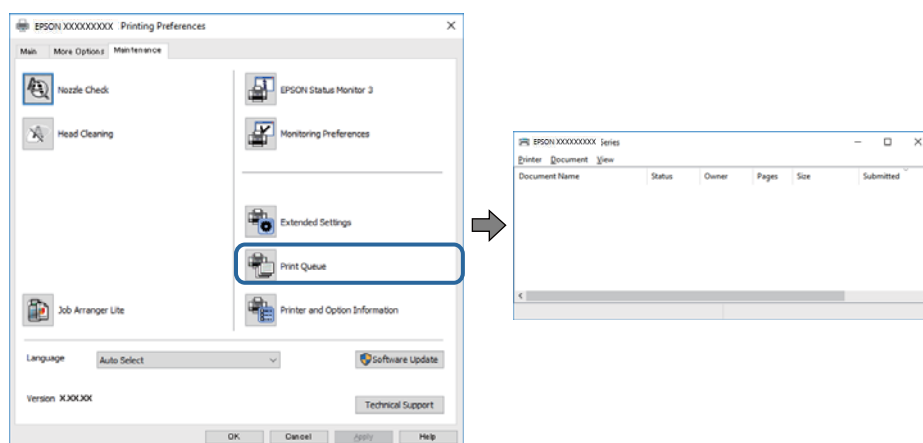 EPSON XXXXXXXXX Printing Preferences
Main More Options Maintenance
Nozzle Check
EPSON Status Monitor 3
Head Cleaning
Monitoring Preferences
Extended Settings
Print Queue
Job Arranger Lite
Printer and Option Information
Language Auto Select
Software Update
Version X.XX.XX
Technical Support
OK Cancel Apply Help
EPSON XXXXXXXXX Series
Printer Document View
Document Name Status Owner Pages Size Submitted